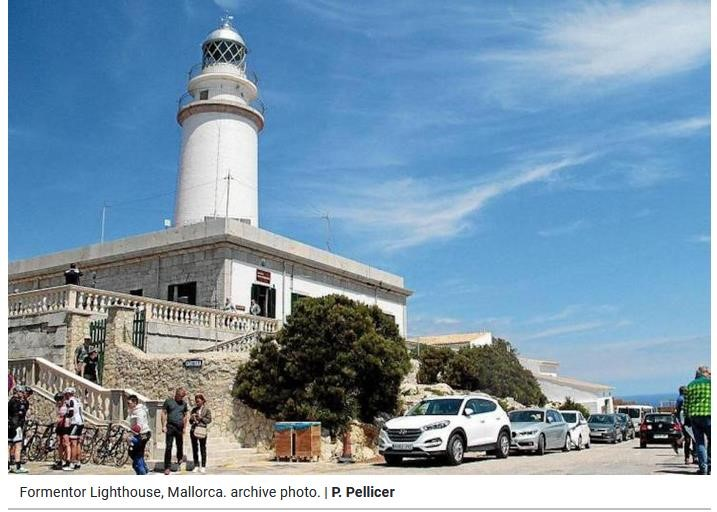 Formentor Lighthouse, Mallorca. archive photo. | P. Pellicer